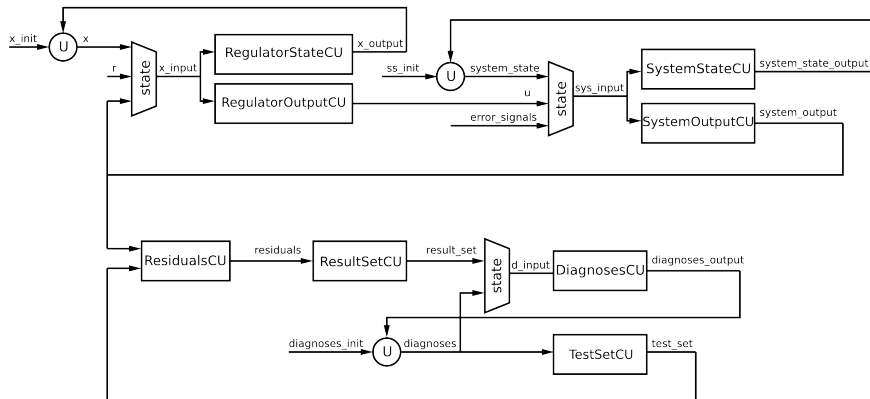 x_init
U
x
r
state
x_input
RegulatorStateCU
x_output
RegulatorOutputCU
ss_init
U
system_state
u
error_signals
state
sys_input
SystemStateCU
system_state_output
SystemOutputCU
system_output
ResidualsCU
residuals
ResultSetCU
result_set
state
d_input
DiagnosesCU
diagnoses_output
diagnoses_init
U
diagnoses
TestSetCU
test_set